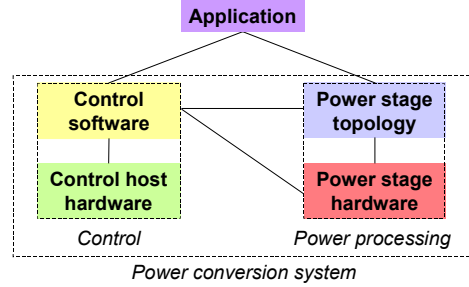 Application
Control
software
Power stage
topology
Control host
hardware
Power stage
hardware
Control
Power processing
Power conversion system